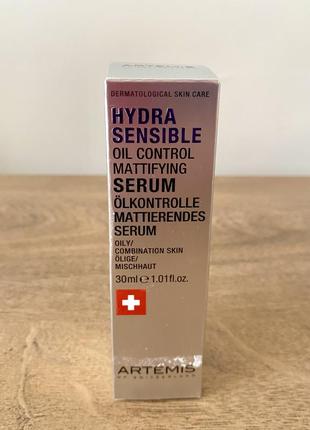 ARTEMIS
DERMATOLOGICAL SKIN CARE
HYDRA
SENSIBLE
OIL CONTROL
MATTIFYING
SERUM
ÖLKONTROLLE
MATTIERENDES
SERUM
OILY/
COMBINATION SKIN
ÖLIGE/
MISCHHAUT
30ml ℮ 1.01fl.oz.
ARTEMIS
OF SWITZERLAND